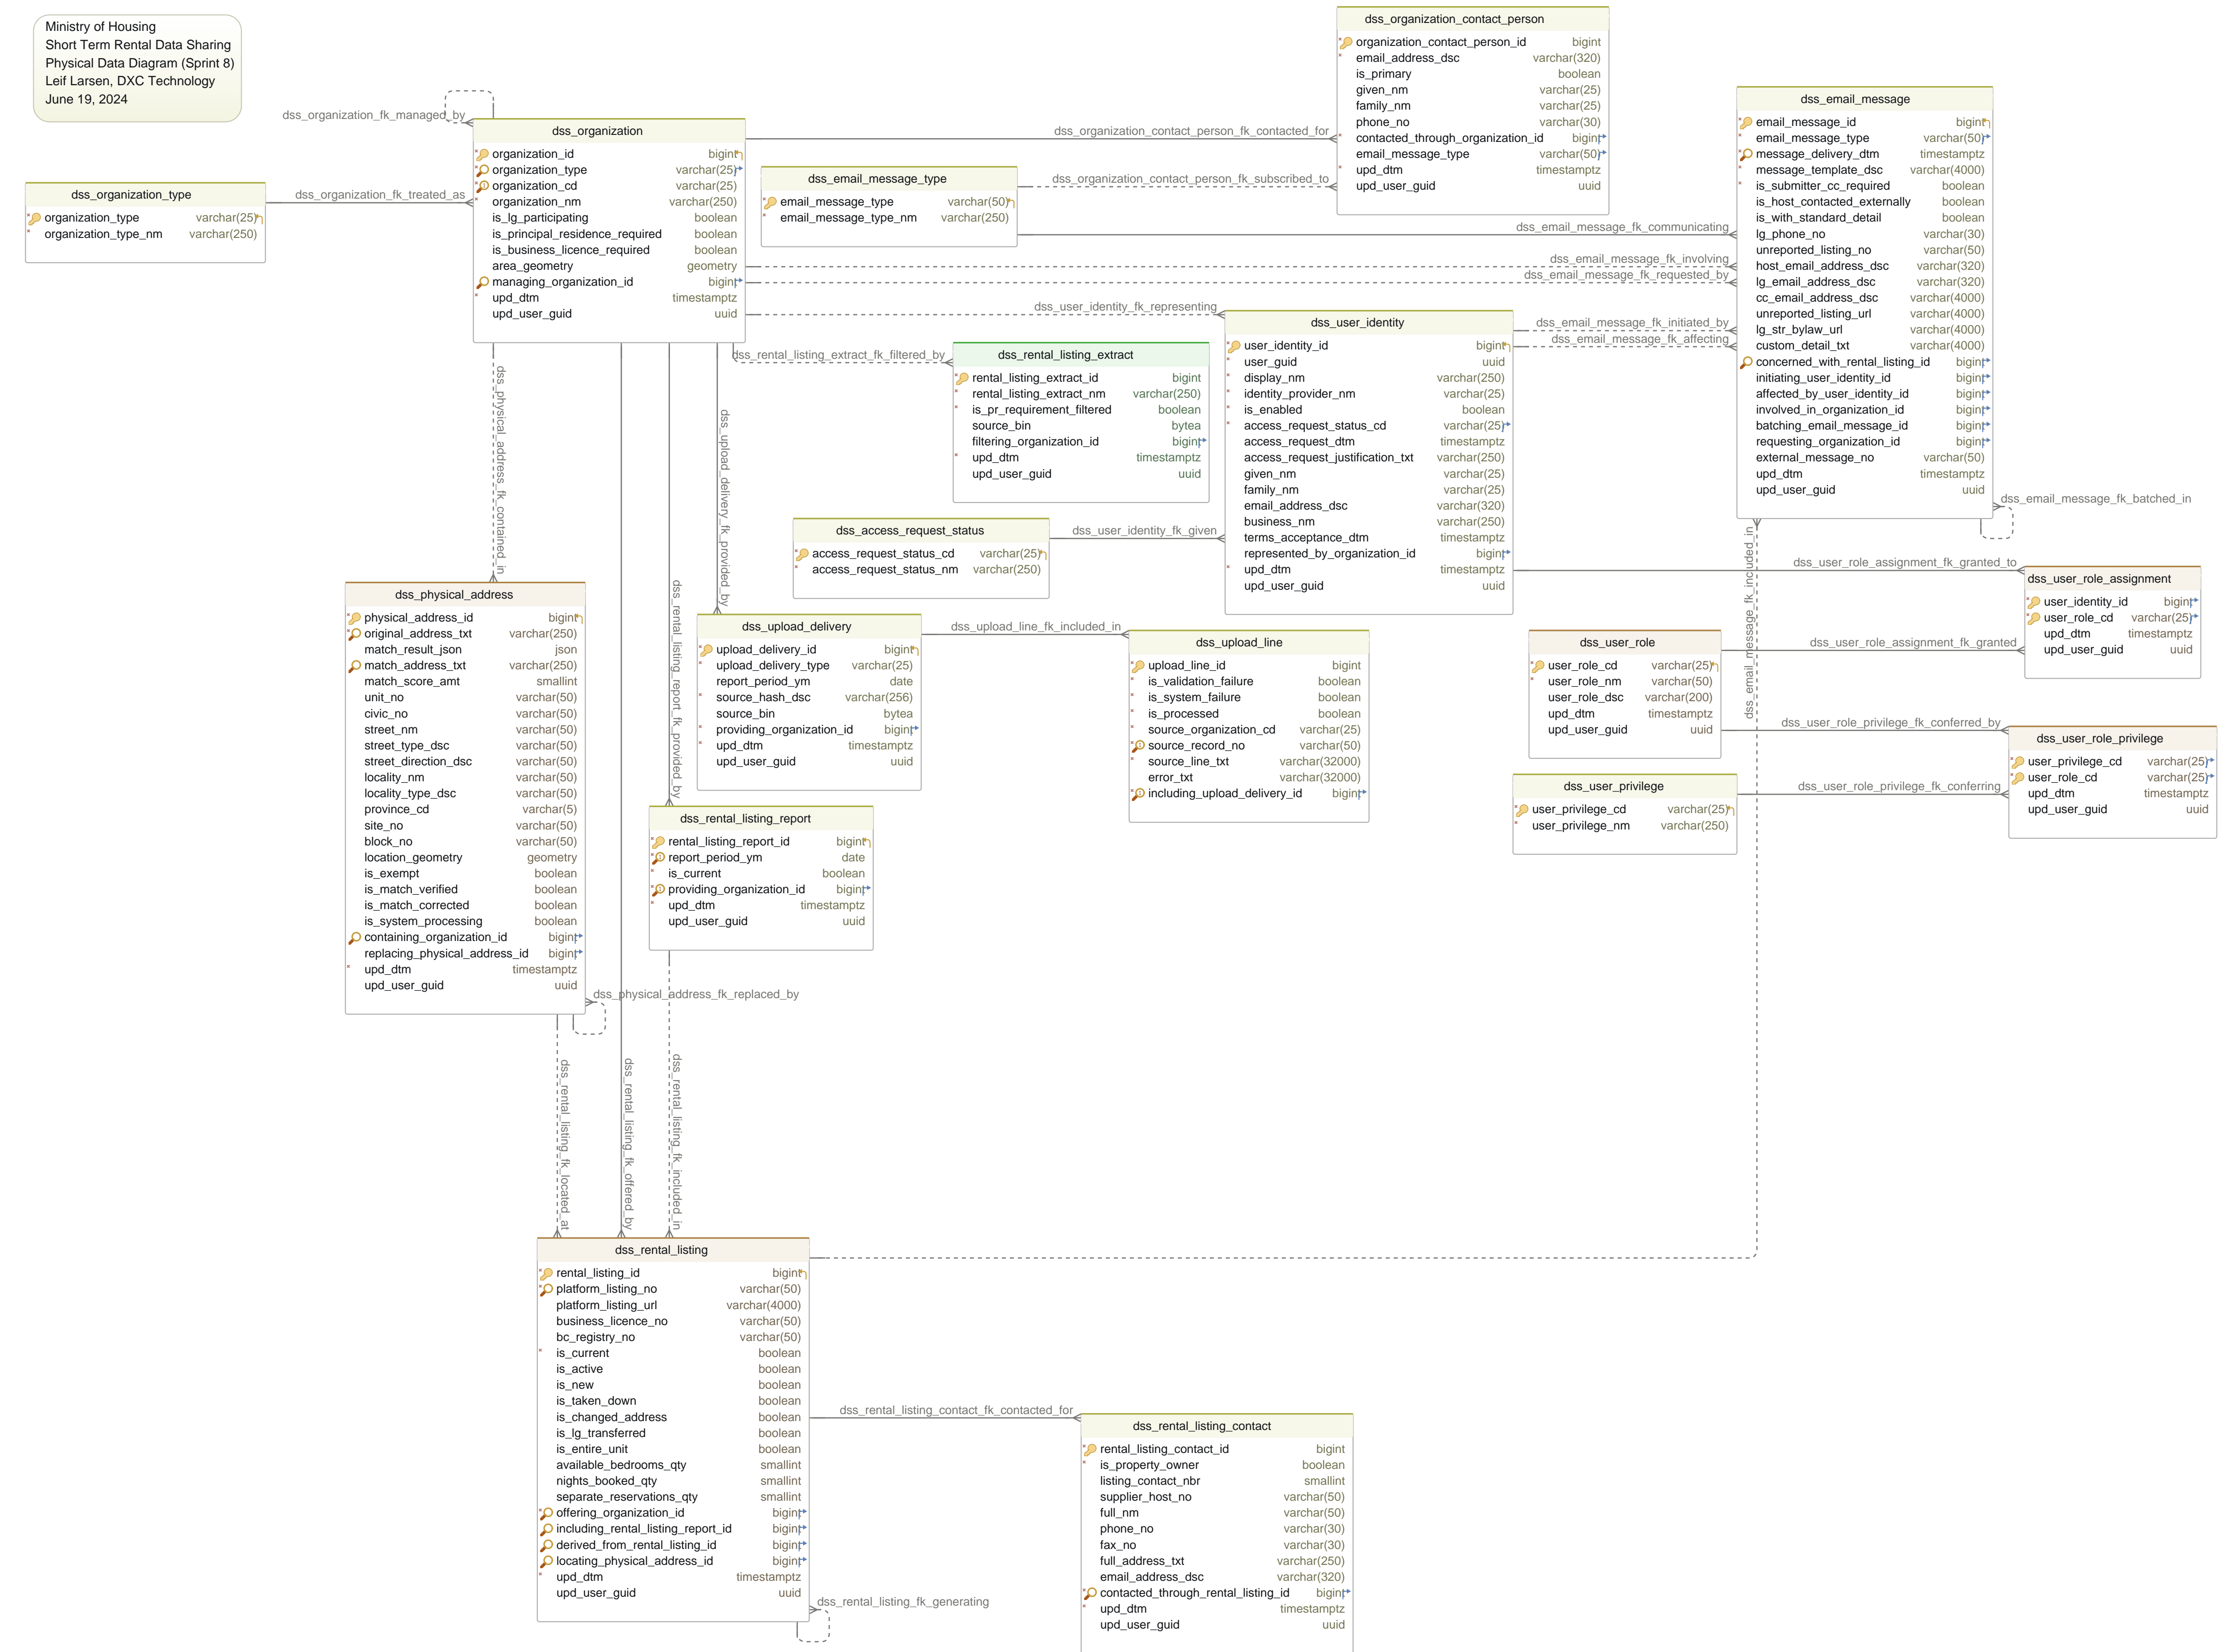 Ministry of Housing
Short Term Rental Data Sharing
Physical Data Diagram (Sprint 8)
Leif Larsen, DXC Technology
June 19, 2024
dss_organization_fk_managed_by
dss_organization_type
organization_type varchar(25)
organization_type_nm varchar(250)
dss_organization_fk_treated_as
dss_organization
organization_id bigint
organization_type varchar(25)
organization_cd varchar(25)
organization_nm varchar(250)
is_lg_participating boolean
is_principal_residence_required boolean
is_business_licence_required boolean
area_geometry geometry
managing_organization_id bigint
upd_dtm timestamptz
upd_user_guid uuid
dss_organization_contact_person_fk_contacted_for
dss_organization_contact_person
organization_contact_person_id bigint
email_address_dsc varchar(320)
is_primary boolean
given_nm varchar(25)
family_nm varchar(25)
phone_no varchar(30)
contacted_through_organization_id bigint
email_message_type varchar(50)
upd_dtm timestamptz
upd_user_guid uuid
dss_email_message_type
email_message_type varchar(50)
email_message_type_nm varchar(250)
dss_organization_contact_person_fk_subscribed_to
dss_email_message_fk_communicating
dss_email_message_fk_involving
dss_email_message_fk_requested_by
dss_email_message
email_message_id bigint
email_message_type varchar(50)
message_delivery_dtm timestamptz
message_template_dsc varchar(4000)
is_submitter_cc_required boolean
is_host_contacted_externally boolean
is_with_standard_detail boolean
lg_phone_no varchar(30)
unreported_listing_no varchar(50)
host_email_address_dsc varchar(320)
lg_email_address_dsc varchar(320)
cc_email_address_dsc varchar(4000)
unreported_listing_url varchar(4000)
lg_str_bylaw_url varchar(4000)
custom_detail_txt varchar(4000)
concerned_with_rental_listing_id bigint
initiating_user_identity_id bigint
affected_by_user_identity_id bigint
involved_in_organization_id bigint
batching_email_message_id bigint
requesting_organization_id bigint
external_message_no varchar(50)
upd_dtm timestamptz
upd_user_guid uuid
dss_email_message_fk_batched_in
dss_user_identity_fk_representing
dss_email_message_fk_initiated_by
dss_email_message_fk_affecting
dss_user_identity
user_identity_id bigint
user_guid uuid
display_nm varchar(250)
identity_provider_nm varchar(25)
is_enabled boolean
access_request_status_cd varchar(25)
access_request_dtm timestamptz
access_request_justification_txt varchar(250)
given_nm varchar(25)
family_nm varchar(25)
email_address_dsc varchar(320)
business_nm varchar(250)
terms_acceptance_dtm timestamptz
represented_by_organization_id bigint
upd_dtm timestamptz
upd_user_guid uuid
dss_rental_listing_extract_fk_filtered_by
dss_rental_listing_extract
rental_listing_extract_id bigint
rental_listing_extract_nm varchar(250)
is_pr_requirement_filtered boolean
source_bin bytea
filtering_organization_id bigint
upd_dtm timestamptz
upd_user_guid uuid
dss_access_request_status
access_request_status_cd varchar(25)
access_request_status_nm varchar(250)
dss_user_identity_fk_given
dss_physical_address_fk_contained_in
dss_upload_delivery_fk_provided_by
dss_rental_listing_report_fk_provided_by
dss_email_message_fk_included_in
dss_user_role_assignment_fk_granted_to
dss_user_role_assignment
user_identity_id bigint
user_role_cd varchar(25)
upd_dtm timestamptz
upd_user_guid uuid
dss_physical_address
physical_address_id bigint
original_address_txt varchar(250)
match_result_json json
match_address_txt varchar(250)
match_score_amt smallint
unit_no varchar(50)
civic_no varchar(50)
street_nm varchar(50)
street_type_dsc varchar(50)
street_direction_dsc varchar(50)
locality_nm varchar(50)
locality_type_dsc varchar(50)
province_cd varchar(5)
site_no varchar(50)
block_no varchar(50)
location_geometry geometry
is_exempt boolean
is_match_verified boolean
is_match_corrected boolean
is_system_processing boolean
containing_organization_id bigint
replacing_physical_address_id bigint
upd_dtm timestamptz
upd_user_guid uuid
dss_physical_address_fk_replaced_by
dss_upload_delivery
upload_delivery_id bigint
upload_delivery_type varchar(25)
report_period_ym date
source_hash_dsc varchar(256)
source_bin bytea
providing_organization_id bigint
upd_dtm timestamptz
upd_user_guid uuid
dss_upload_line_fk_included_in
dss_upload_line
upload_line_id bigint
is_validation_failure boolean
is_system_failure boolean
is_processed boolean
source_organization_cd varchar(25)
source_record_no varchar(50)
source_line_txt varchar(32000)
error_txt varchar(32000)
including_upload_delivery_id bigint
dss_user_role
user_role_cd varchar(25)
user_role_nm varchar(50)
user_role_dsc varchar(200)
upd_dtm timestamptz
upd_user_guid uuid
dss_user_role_assignment_fk_granted
dss_user_role_privilege_fk_conferred_by
dss_user_role_privilege
user_privilege_cd varchar(25)
user_role_cd varchar(25)
upd_dtm timestamptz
upd_user_guid uuid
dss_user_privilege
user_privilege_cd varchar(25)
user_privilege_nm varchar(250)
dss_user_role_privilege_fk_conferring
dss_rental_listing_report
rental_listing_report_id bigint
report_period_ym date
is_current boolean
providing_organization_id bigint
upd_dtm timestamptz
upd_user_guid uuid
dss_rental_listing_fk_located_at
dss_rental_listing_fk_offered_by
dss_rental_listing_fk_included_in
dss_rental_listing
rental_listing_id bigint
platform_listing_no varchar(50)
platform_listing_url varchar(4000)
business_licence_no varchar(50)
bc_registry_no varchar(50)
is_current boolean
is_active boolean
is_new boolean
is_taken_down boolean
is_changed_address boolean
is_lg_transferred boolean
is_entire_unit boolean
available_bedrooms_qty smallint
nights_booked_qty smallint
separate_reservations_qty smallint
offering_organization_id bigint
including_rental_listing_report_id bigint
derived_from_rental_listing_id bigint
locating_physical_address_id bigint
upd_dtm timestamptz
upd_user_guid uuid
dss_rental_listing_fk_generating
dss_rental_listing_contact_fk_contacted_for
dss_rental_listing_contact
rental_listing_contact_id bigint
is_property_owner boolean
listing_contact_nbr smallint
supplier_host_no varchar(50)
full_nm varchar(50)
phone_no varchar(30)
fax_no varchar(30)
full_address_txt varchar(250)
email_address_dsc varchar(320)
contacted_through_rental_listing_id bigint
upd_dtm timestamptz
upd_user_guid uuid